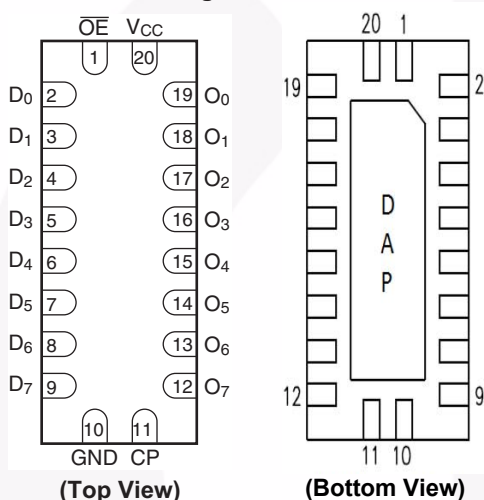 OE VCC
1 20
D0 2 19 O0
D1 3 18 O1
D2 4 17 O2
D3 5 16 O3
D4 6 15 O4
D5 7 14 O5
D6 8 13 O6
D7 9 12 O7
10 11
GND CP
(Top View)
20 1
19 2
D
A
P
12 9
11 10
(Bottom View)